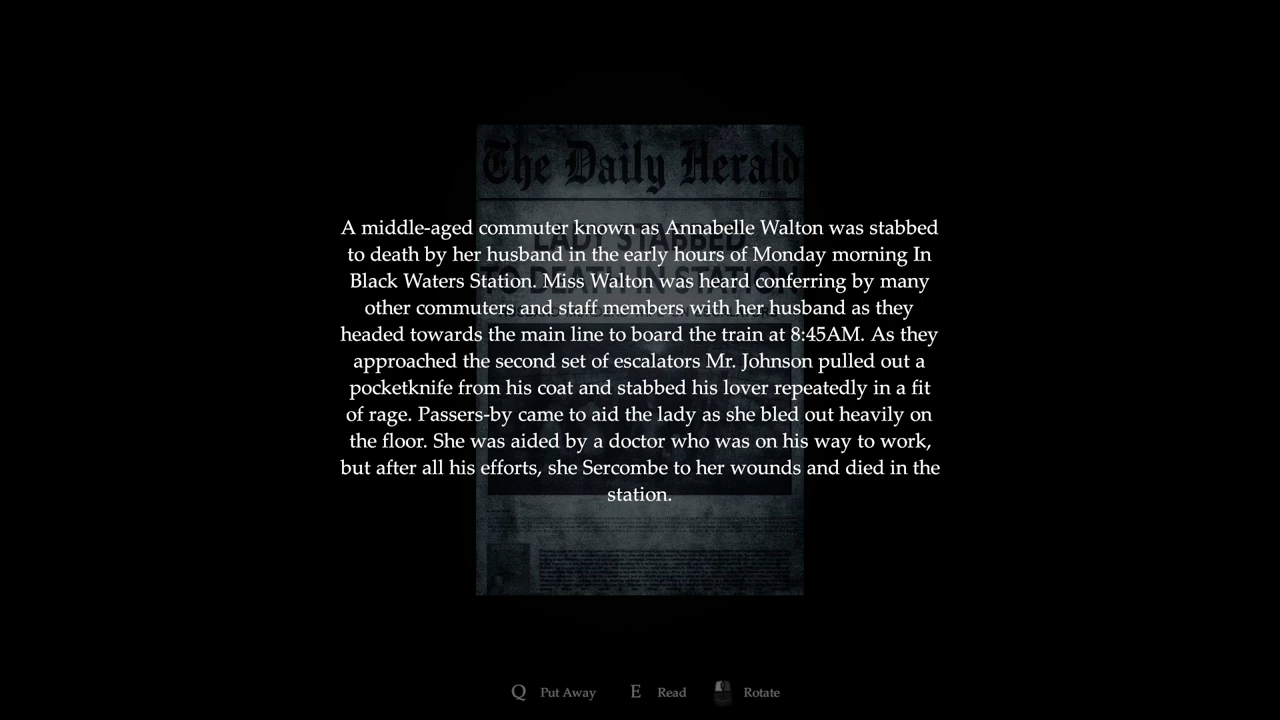 The Daily Herald
LADY STABBED
TO DEATH IN STATION
A middle-aged commuter known as Annabelle Walton was stabbed
to death by her husband in the early hours of Monday morning In
Black Waters Station. Miss Walton was heard conferring by many
other commuters and staff members with her husband as they
headed towards the main line to board the train at 8:45AM. As they
approached the second set of escalators Mr. Johnson pulled out a
pocketknife from his coat and stabbed his lover repeatedly in a fit
of rage. Passers-by came to aid the lady as she bled out heavily on
the floor. She was aided by a doctor who was on his way to work,
but after all his efforts, she Sercombe to her wounds and died in the
station.
Q Put Away E Read Rotate